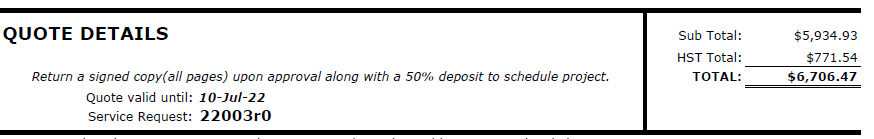 QUOTE DETAILS
Return a signed copy(all pages) upon approval along with a 50% deposit to schedule project.
Quote valid until: 10-Jul-22
Service Request: 22003r0
Sub Total: $5,934.93
HST Total: $771.54
TOTAL: $6,706.47